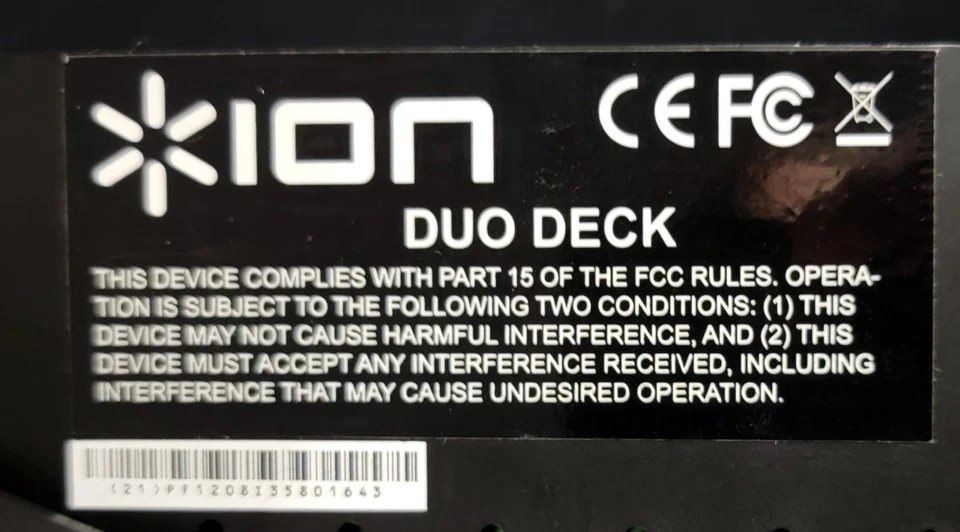 ION
CE FC
DUO DECK
THIS DEVICE COMPLIES WITH PART 15 OF THE FCC RULES. OPERA-
TION IS SUBJECT TO THE FOLLOWING TWO CONDITIONS: (1) THIS
DEVICE MAY NOT CAUSE HARMFUL INTERFERENCE, AND (2) THIS
DEVICE MUST ACCEPT ANY INTERFERENCE RECEIVED, INCLUDING
INTERFERENCE THAT MAY CAUSE UNDESIRED OPERATION.
(21)PF1208I35801643